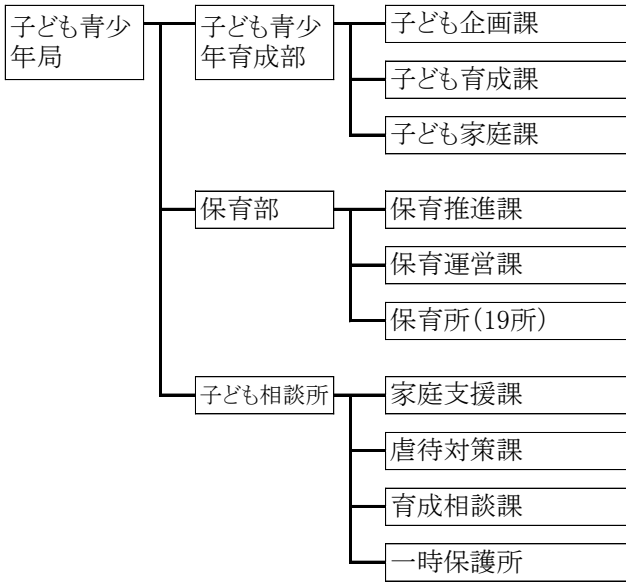 子ども青少
年局
子ども青少
年育成部
子ども企画課
子ども育成課
子ども家庭課
保育部
保育推進課
保育運営課
保育所(19所)
子ども相談所
家庭支援課
虐待対策課
育成相談課
一時保護所